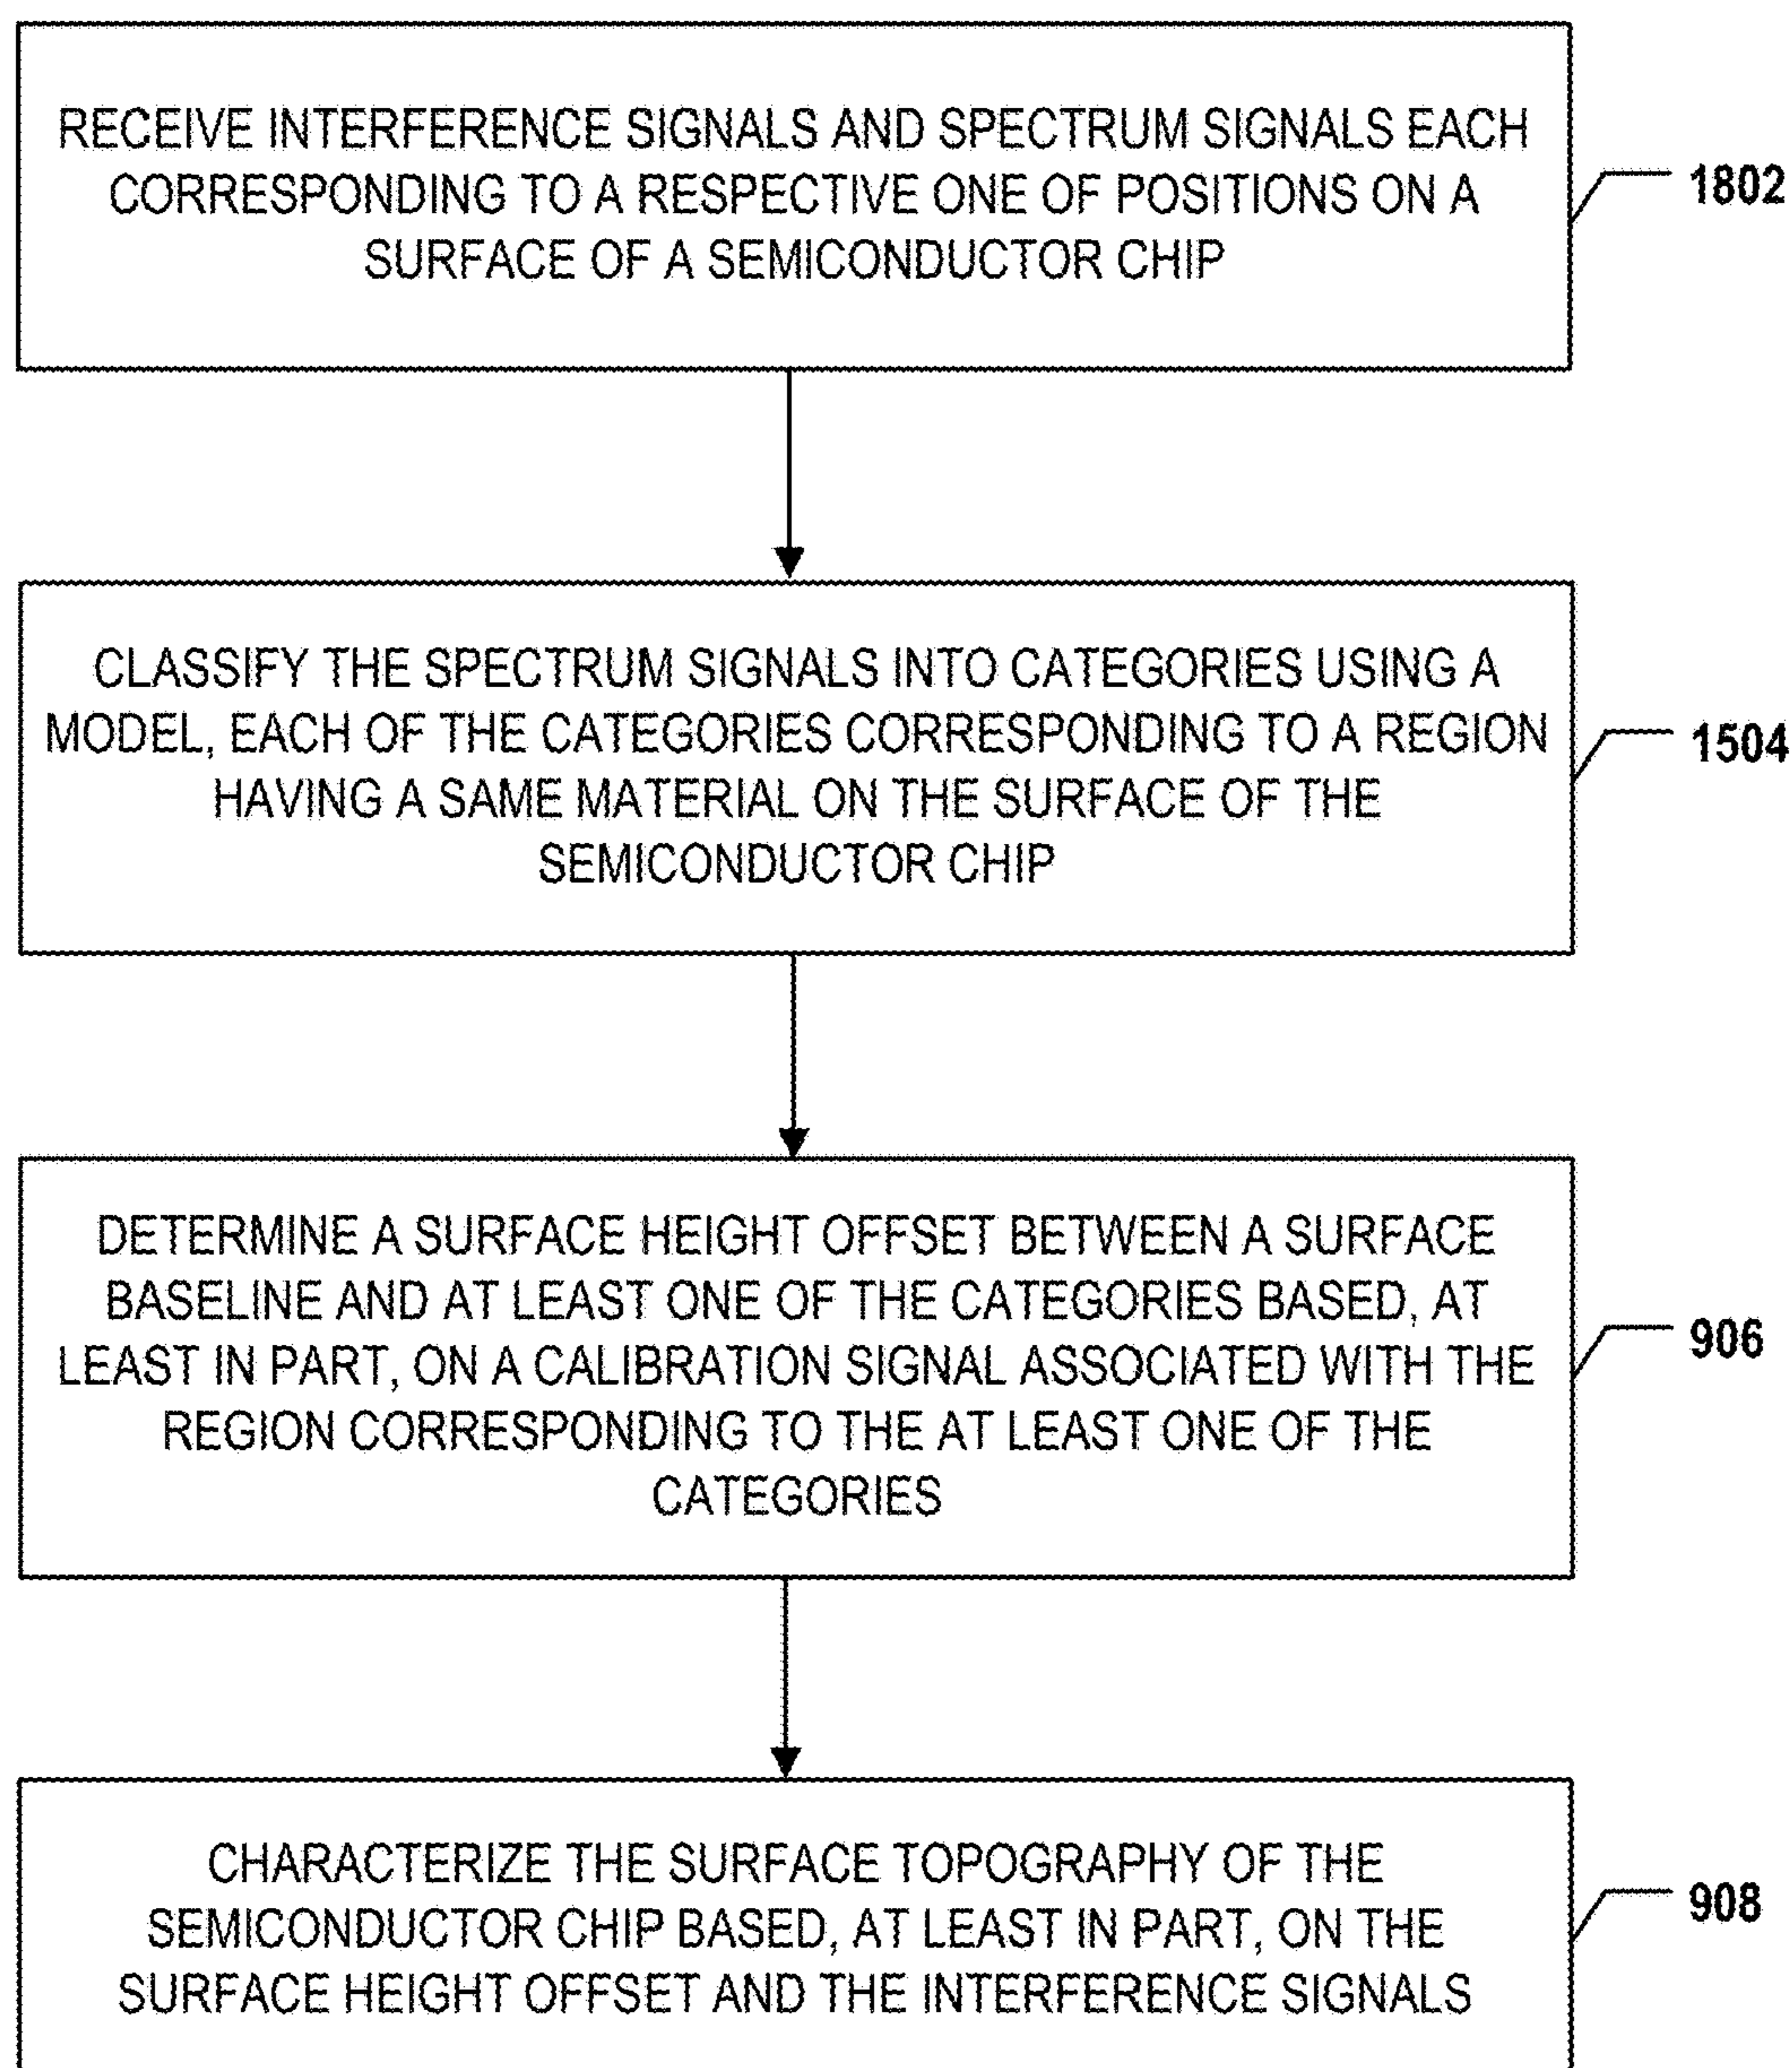 RECEIVE INTERFERENCE SIGNALS AND SPECTRUM SIGNALS EACH
CORRESPONDING TO A RESPECTIVE ONE OF POSITIONS ON A
SURFACE OF A SEMICONDUCTOR CHIP
1802
CLASSIFY THE SPECTRUM SIGNALS INTO CATEGORIES USING A
MODEL, EACH OF THE CATEGORIES CORRESPONDING TO A REGION
HAVING A SAME MATERIAL ON THE SURFACE OF THE
SEMICONDUCTOR CHIP
1504
DETERMINE A SURFACE HEIGHT OFFSET BETWEEN A SURFACE
BASELINE AND AT LEAST ONE OF THE CATEGORIES BASED, AT
LEAST IN PART, ON A CALIBRATION SIGNAL ASSOCIATED WITH THE
REGION CORRESPONDING TO THE AT LEAST ONE OF THE
CATEGORIES
906
CHARACTERIZE THE SURFACE TOPOGRAPHY OF THE
SEMICONDUCTOR CHIP BASED, AT LEAST IN PART, ON THE
SURFACE HEIGHT OFFSET AND THE INTERFERENCE SIGNALS
908